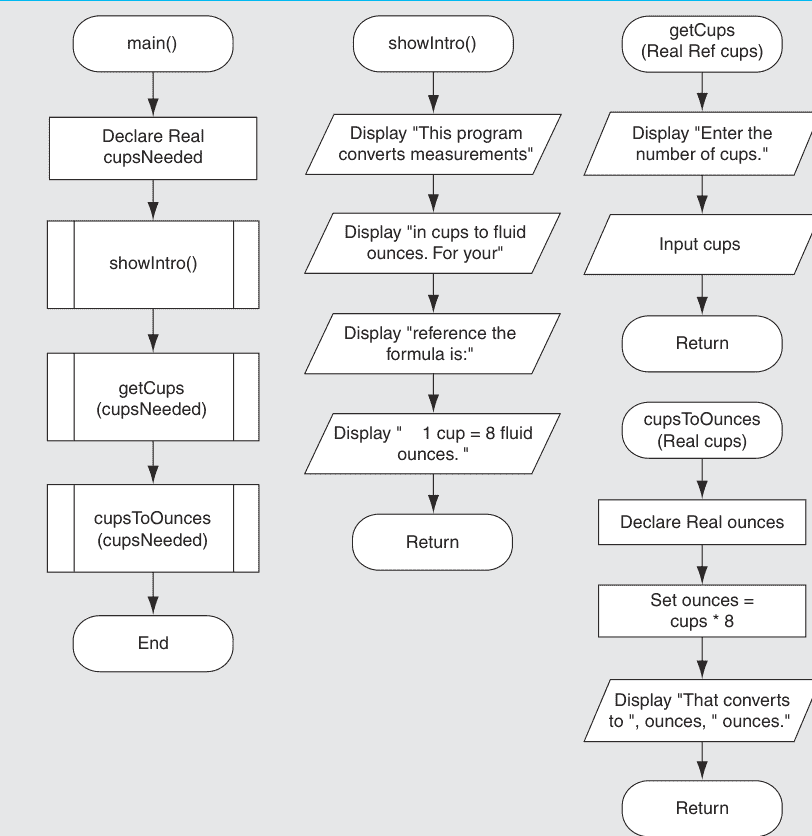 main()
Declare Real
cupsNeeded
showIntro()
getCups
(cupsNeeded)
cupsToOunces
(cupsNeeded)
End
showIntro()
Display "This program
converts measurements"
Display "in cups to fluid
ounces. For your"
Display "reference the
formula is:"
Display "    1 cup = 8 fluid
ounces. "
Return
getCups
(Real Ref cups)
Display "Enter the
number of cups."
Input cups
Return
cupsToOunces
(Real cups)
Declare Real ounces
Set ounces =
cups * 8
Display "That converts
to ", ounces, " ounces."
Return